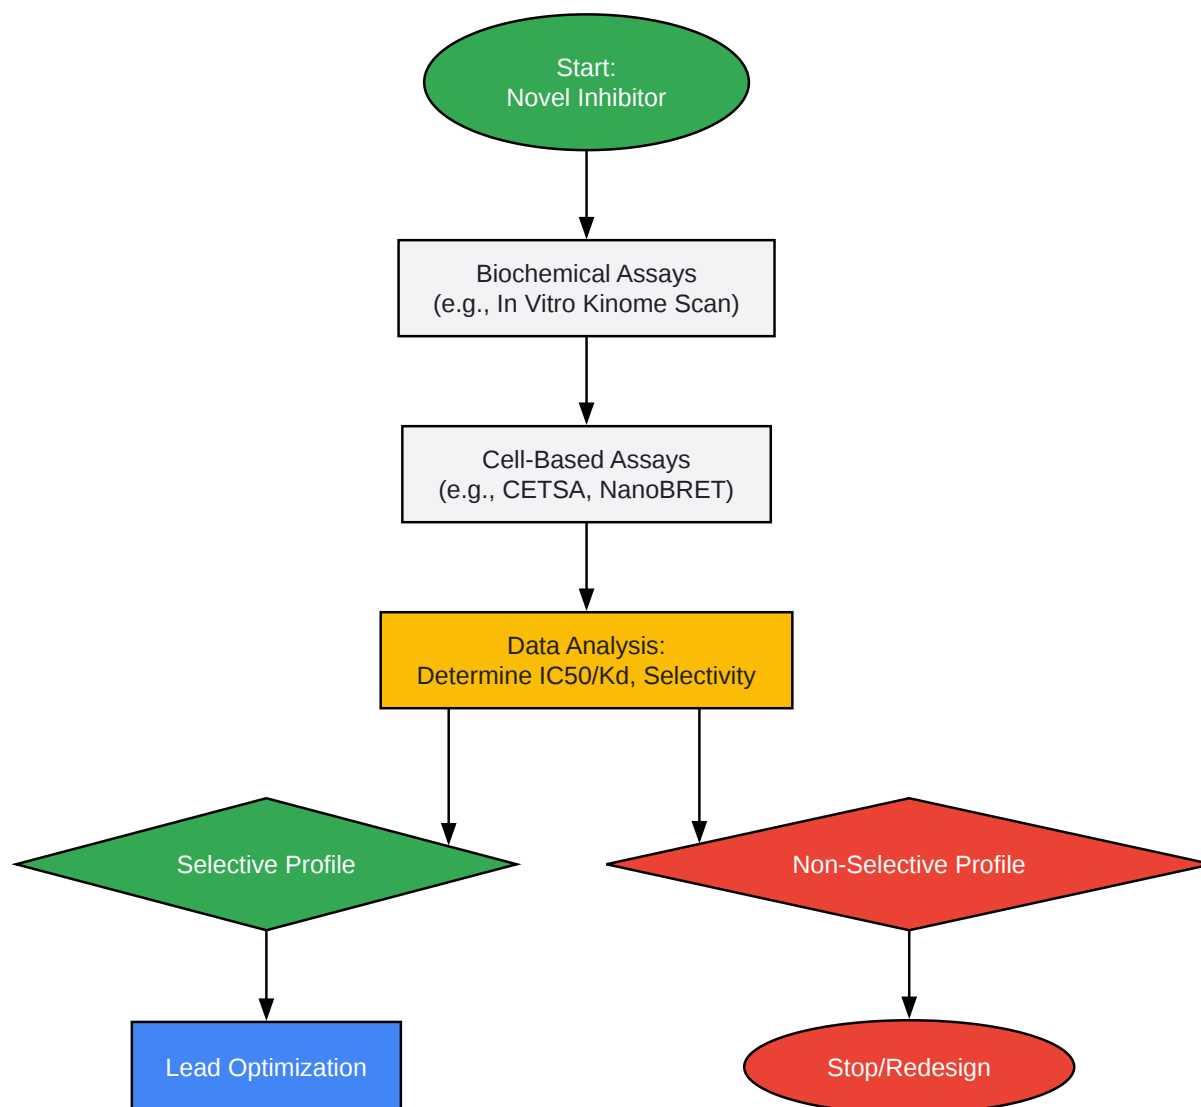 Start:
Novel Inhibitor
Biochemical Assays
(e.g., In Vitro Kinome Scan)
Cell-Based Assays
(e.g., CETSA, NanoBRET)
Data Analysis:
Determine IC50/Kd, Selectivity
Selective Profile
Non-Selective Profile
Lead Optimization
Stop/Redesign